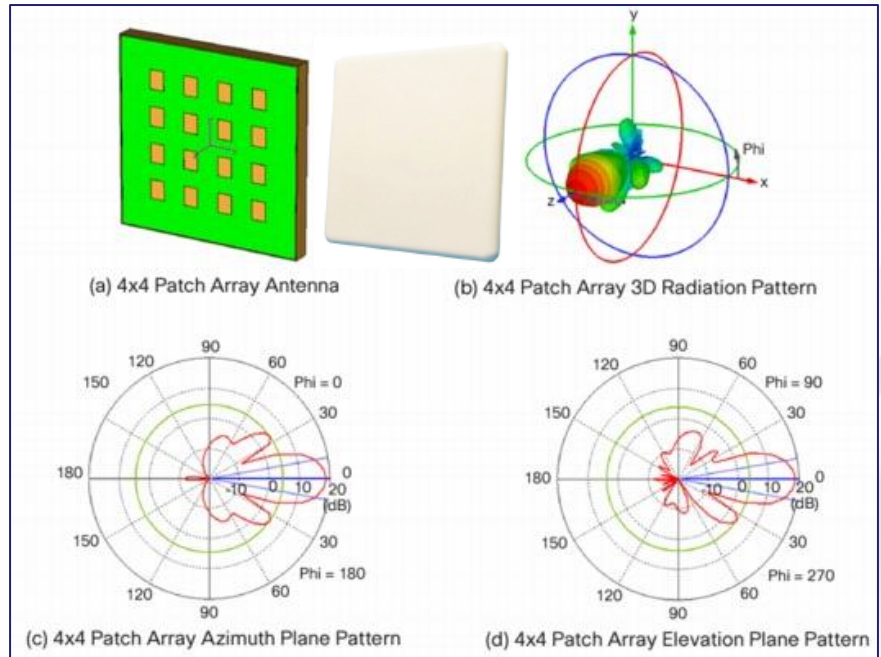 y
Phi
z
x
(a) 4x4 Patch Array Antenna
(b) 4x4 Patch Array 3D Radiation Pattern
90
120
60
Phi = 0
150
30
180
-10 0 10 20
0
(dB)
150
30
Phi = 180
120
60
90
90
120
60
Phi = 90
150
30
180
-10 0 10 20
0
(dB)
150
30
Phi = 270
120
60
90
(c) 4x4 Patch Array Azimuth Plane Pattern
(d) 4x4 Patch Array Elevation Plane Pattern